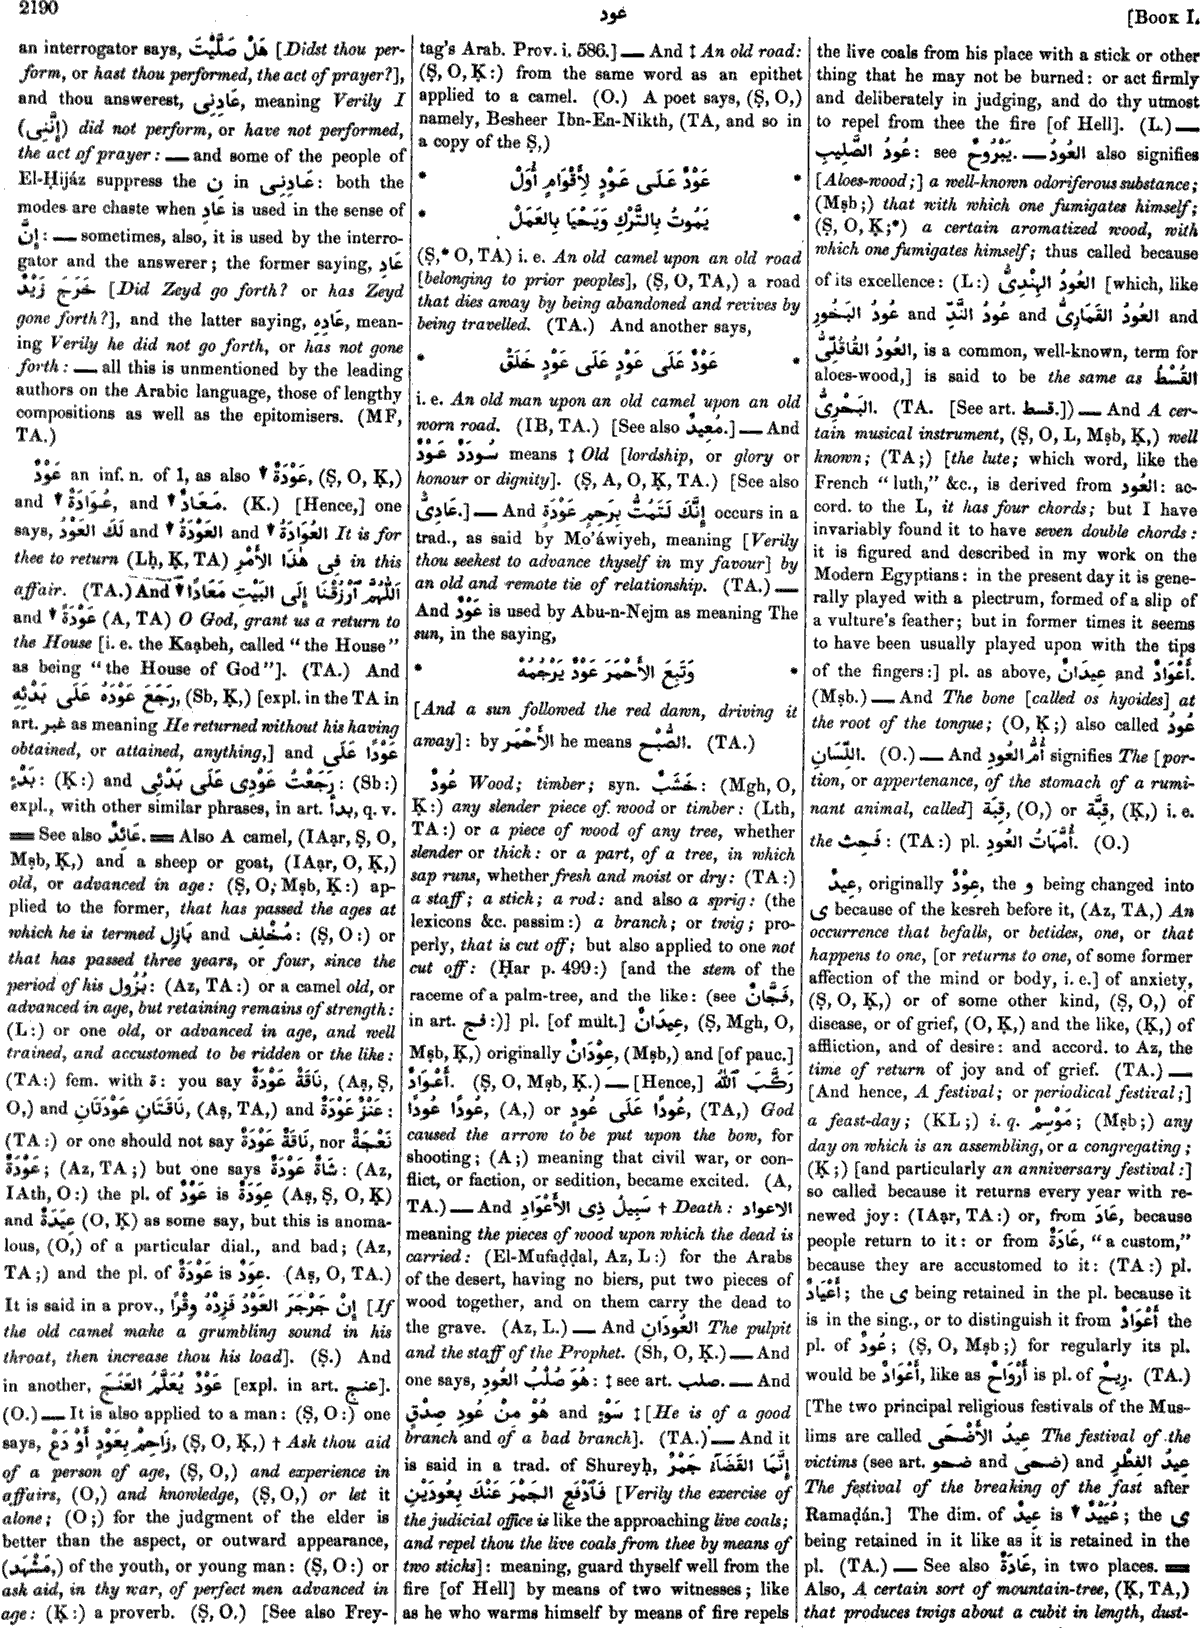 2190
عود
[Book I.
an interrogator says, هَلْ صَلَّيْتَ [Didst thou per-
form, or hast thou performed, the act of prayer?],
and thou answerest, عَادِنِى, meaning Verily I
(إِنَّنِى) did not perform, or have not performed,
the act of prayer: — and some of the people of
El-Ḥijáz suppress the ن in عَادِنِى: both the
modes are chaste when عَادِ is used in the sense of
إِنَّ: — sometimes, also, it is used by the interro-
gator and the answerer; the former saying, عَادِ
خَرَجَ زَيْدٌ [Did Zeyd go forth? or has Zeyd
gone forth?], and the latter saying, عَادِهِ, mean-
ing Verily he did not go forth, or has not gone
forth: — all this is unmentioned by the leading
authors on the Arabic language, those of lengthy
compositions as well as the epitomisers. (MF,
TA.)
عَوْدٌ an inf. n. of 1, as also ↓ عَوْدَةٌ, (Ṣ, O, Ḳ,)
and ↓ عُوَادَةٌ, and ↓ مَعَادٌ. (K.) [Hence,] one
says, لَكَ العَوْدُ and ↓ العَوْدَةُ and ↓ العُوَادَةُ It is for
thee to return (Lḥ, Ḳ, TA) فِى هٰذَا الأَمْرِ in this
affair. (TA.) And ↓ اَللّٰهُمَّ ٱرْزُقْنَا إِلَى البَيْتِ مَعَادًا
and ↓ عَوْدَةً (A, TA) O God, grant us a return to
the House [i. e. the Kaạbeh, called “the House”
as being “the House of God”]. (TA.) And
رَجَعَ عَوْدَهُ عَلَى بَدْئِهِ, (Sb, Ḳ,) [expl. in the TA in
art. غبر as meaning He returned without his having
obtained, or attained, anything,] and عَوْدًا عَلَى
بَدْءٍ: (Ḳ:) and رَجَعْتُ عَوْدِى عَلَى بَدْئِى: (Sb:)
expl., with other similar phrases, in art. بدأ, q. v.
═ See also عَائِدٌ. ═ Also A camel, (IAạr, Ṣ, O,
Mṣb, Ḳ,) and a sheep or goat, (IAạr, O, Ḳ,)
old, or advanced in age: (Ṣ, O, Mṣb, Ḳ:) ap-
plied to the former, that has passed the ages at
which he is termed بَازِل and مُخْلِف: (Ṣ, O:) or
that has passed three years, or four, since the
period of his بُزُول: (Az, TA:) or a camel old, or
advanced in age, but retaining remains of strength:
(L:) or one old, or advanced in age, and well
trained, and accustomed to be ridden or the like:
(TA:) fem. with ة: you say نَاقَةٌ عَوْدَةٌ, (Aṣ, Ṣ,
O,) and نَاقَتَانِ عَوْدَتَانِ, (Aṣ, TA,) and عَنْزٌ عَوْدَةٌ:
(TA:) or one should not say نَاقَةٌ عَوْدَةٌ, nor نَعْجَةٌ
عَوْدَةٌ; (Az, TA;) but one says شَاةٌ عَوْدَةٌ: (Az,
IAth, O:) the pl. of عَوْدٌ is عِوَدَةٌ (Aṣ, Ṣ, O, Ḳ)
and عِيَدَةٌ (O, Ḳ) as some say, but this is anoma-
lous, (O,) of a particular dial., and bad; (Az,
TA;) and the pl. of عَوْدَةٌ is عِوَدٌ. (Aṣ, O, TA.)
It is said in a prov., إِنْ جَرْجَرَ العَوْدُ فَزِدْهُ وِقْرًا [If
the old camel make a grumbling sound in his
throat, then increase thou his load]. (Ṣ.) And
in another, عَوْدٌ يُعَلَّمُ العَنَجَ [expl. in art. عنج].
(O.) — It is also applied to a man: (Ṣ, O:) one
says, زَاحِمْ بِعَوْدٍ أَوْ دَعْ, (Ṣ, O, Ḳ,) † Ask thou aid
of a person of age, (Ṣ, O,) and experience in
affairs, (O,) and knowledge, (Ṣ, O,) or let it
alone; (O;) for the judgment of the elder is
better than the aspect, or outward appearance,
(مَشْهَد,) of the youth, or young man: (Ṣ, O:) or
ask aid, in thy war, of perfect men advanced in
age: (Ḳ:) a proverb. (Ṣ, O.) [See also Frey-
tag's Arab. Prov. i. 586.] — And ‡ An old road:
(Ṣ, O, Ḳ:) from the same word as an epithet
applied to a camel. (O.) A poet says, (Ṣ, O,)
namely, Besheer Ibn-En-Nikth, (TA, and so in
a copy of the Ṣ,)
* عَوْدٌ عَلَى عَوْدٍ لِأَقْوَامٍ أُوَلْ *
* يَمُوتُ بِالتَّرْكِ وَيَحْيَا بِالعَمَلْ *
(Ṣ,* O, TA) i. e. An old camel upon an old road
[belonging to prior peoples], (Ṣ, O, TA,) a road
that dies away by being abandoned and revives by
being travelled. (TA.) And another says,
* عَوْدٌ عَلَى عَوْدٍ عَلَى عَوْدٍ خَلَقْ *
i. e. An old man upon an old camel upon an old
worn road. (IB, TA.) [See also مُعِيدٌ.] — And
سُودَدٌ عَوْدٌ means ‡ Old [lordship, or glory or
honour or dignity]. (Ṣ, A, O, Ḳ, TA.) [See also
عَادِىٌّ.] — And إِنَّكَ لَتَمُتُّ بِرَحِمٍ عَوْدَةٍ occurs in a
trad., as said by Mo'áwiyeh, meaning [Verily
thou seekest to advance thyself in my favour] by
an old and remote tie of relationship. (TA.) —
And عَوْدٌ is used by Abu-n-Nejm as meaning The
sun, in the saying,
* وَتَبِعَ الأَحْمَرَ عَوْدٌ يَرْجُمُهْ *
[And a sun followed the red dawn, driving it
away]: by الأَحْمَر he means الصُّبْح. (TA.)
عُودٌ Wood; timber; syn. خَشَبٌ: (Mgh, O,
Ḳ:) any slender piece of wood or timber: (Lth,
TA:) or a piece of wood of any tree, whether
slender or thick: or a part, of a tree, in which
sap runs, whether fresh and moist or dry: (TA:)
a staff; a stick; a rod: and also a sprig: (the
lexicons &c. passim:) a branch; or twig; pro-
perly, that is cut off; but also applied to one not
cut off: (Ḥar p. 499:) [and the stem of the
raceme of a palm-tree, and the like: (see فَجَّانٌ,
in art. فج:)] pl. [of mult.] عِيدَانٌ, (Ṣ, Mgh, O,
Mṣb, Ḳ,) originally عِوْدَانٌ, (Mṣb,) and [of pauc.]
أَعْوَادٌ. (Ṣ, O, Mṣb, Ḳ.) — [Hence,] رَكَّبَ ٱللّٰهُ
عُودًا عُودًا, (A,) or عُودًا عَلَى عُودٍ, (TA,) God
caused the arrow to be put upon the bow, for
shooting; (A;) meaning that civil war, or con-
flict, or faction, or sedition, became excited. (A,
TA.) — And سَبِيلُ ذِى الأَعْوَادِ † Death: الاعواد
meaning the pieces of wood upon which the dead is
carried: (El-Mufaḍḍal, Az, L:) for the Arabs
of the desert, having no biers, put two pieces of
wood together, and on them carry the dead to
the grave. (Az, L.) — And العُودَانِ The pulpit
and the staff of the Prophet. (Sh, O, Ḳ.) — And
one says, هُوَ صُلْبُ العُودِ: ‡ see art. صلب. — And
هُوَ مِنْ عُودِ صِدْقٍ and سَوْءٍ ‡ [He is of a good
branch and of a bad branch]. (TA.) — And it
is said in a trad. of Shureyḥ, إِنَّمَا القَضَآءُ جَمْرٌ
فَٱدْفَعِ الجَمْرَ عَنْكَ بِعُودَيْنِ [Verily the exercise of
the judicial office is like the approaching live coals;
and repel thou the live coals from thee by means of
two sticks]: meaning, guard thyself well from the
fire [of Hell] by means of two witnesses; like
as he who warms himself by means of fire repels
the live coals from his place with a stick or other
thing that he may not be burned: or act firmly
and deliberately in judging, and do thy utmost
to repel from thee the fire [of Hell]. (L.) —
عُودُ الصَّلِيبِ: see يَبْرُوحٌ. — العُودُ also signifies
[Aloes-wood;] a well-known odoriferous substance;
(Mṣb;) that with which one fumigates himself;
(Ṣ, O, Ḳ;*) a certain aromatized wood, with
which one fumigates himself; thus called because
of its excellence: (L:) العُودُ الهِنْدِىُّ [which, like
العُودُ القَمَارِىُّ and عُودُ النَّدِّ and عُودُ البَخُورِ and
العُودُ القَاقُلِّىُّ, is a common, well-known, term for
aloes-wood,] is said to be the same as القُسْطُ
البَحْرِىُّ. (TA. [See art. قسط.]) — And A cer-
tain musical instrument, (Ṣ, O, L, Mṣb, Ḳ,) well
known; (TA;) [the lute; which word, like the
French “luth,” &c., is derived from العُود: ac-
cord. to the L, it has four chords; but I have
invariably found it to have seven double chords:
it is figured and described in my work on the
Modern Egyptians: in the present day it is gene-
rally played with a plectrum, formed of a slip of
a vulture's feather; but in former times it seems
to have been usually played upon with the tips
of the fingers:] pl. as above, عِيدَانٌ and أَعْوَادٌ.
(Mṣb.) — And The bone [called os hyoides] at
the root of the tongue; (O, Ḳ;) also called عُودُ
اللِّسَانِ. (O.) — And أُمُّ العُودِ signifies The [por-
tion, or appertenance, of the stomach of a rumi-
nant animal, called] قِبَة, (O,) or قِبَّة, (Ḳ,) i. e.
the فَحِث: (TA:) pl. أُمَّهَاتُ العُودِ. (O.)
عِيدٌ, originally عِوْدٌ, the و being changed into
ى because of the kesreh before it, (Az, TA,) An
occurrence that befalls, or betides, one, or that
happens to one, [or returns to one, of some former
affection of the mind or body, i. e.] of anxiety,
(Ṣ, O, Ḳ,) or of some other kind, (Ṣ, O,) of
disease, or of grief, (O, Ḳ,) and the like, (Ḳ,) of
affliction, and of desire: and accord. to Az, the
time of return of joy and of grief. (TA.) —
[And hence, A festival; or periodical festival;]
a feast-day; (KL;) i. q. مَوْسِمٌ; (Mṣb;) any
day on which is an assembling, or a congregating;
(Ḳ;) [and particularly an anniversary festival:]
so called because it returns every year with re-
newed joy: (IAạr, TA:) or, from عَادَ, because
people return to it: or from عَادَةٌ, “a custom,”
because they are accustomed to it: (TA:) pl.
أَعْيَادٌ; the ى being retained in the pl. because it
is in the sing., or to distinguish it from أَعْوَادٌ the
pl. of عُودٌ; (Ṣ, O, Mṣb;) for regularly its pl.
would be أَعْوَادٌ, like as أَرْوَاحٌ is pl. of رِيحٌ. (TA.)
[The two principal religious festivals of the Mus-
lims are called عِيدُ الأَضْحَى The festival of the
victims (see art. ضحو and ضحى) and عِيدُ الفِطْرِ
The festival of the breaking of the fast after
Ramaḍán.] The dim. of عِيدٌ is ↓ عُيَيْدٌ; the ى
being retained in it like as it is retained in the
pl. (TA.) — See also عَادَةٌ, in two places. ═
Also, A certain sort of mountain-tree, (Ḳ, TA,)
that produces twigs about a cubit in length, dust-